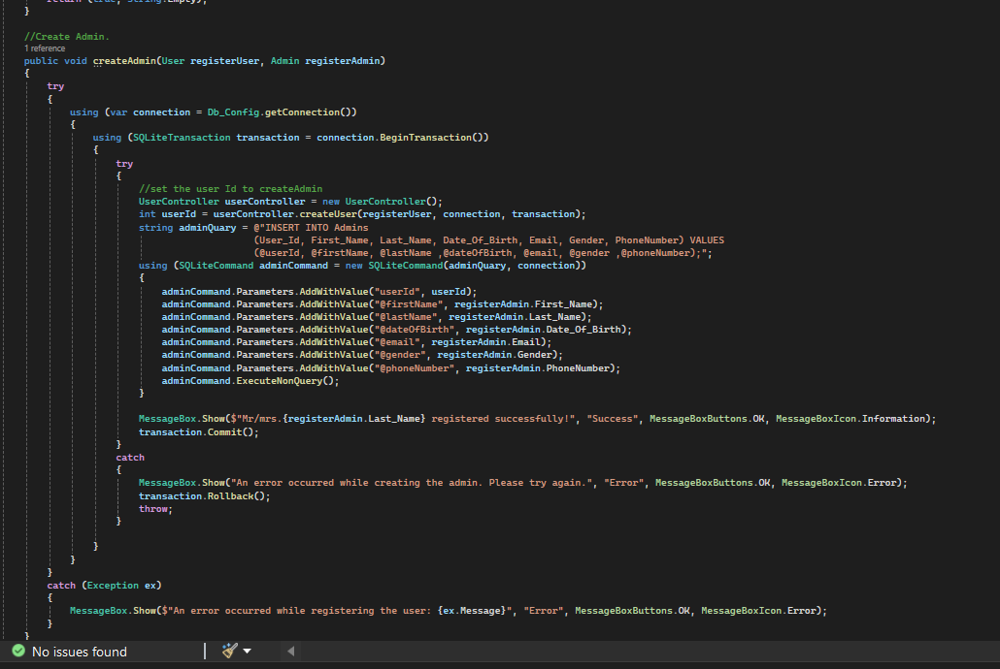 return (true, string.Empty);
}
//Create Admin.
1 reference
public void createAdmin(User registerUser, Admin registerAdmin)
{
try
{
using (var connection = Db_Config.getConnection())
{
using (SQLiteTransaction transaction = connection.BeginTransaction())
{
try
{
//set the user Id to createAdmin
UserController userController = new UserController();
int userId = userController.createUser(registerUser, connection, transaction);
string adminQuary = @"INSERT INTO Admins
(User_Id, First_Name, Last_Name, Date_Of_Birth, Email, Gender, PhoneNumber) VALUES
(@userId, @firstName, @lastName ,@dateOfBirth, @email, @gender ,@phoneNumber);";
using (SQLiteCommand adminCommand = new SQLiteCommand(adminQuary, connection))
{
adminCommand.Parameters.AddWithValue("userId", userId);
adminCommand.Parameters.AddWithValue("@firstName", registerAdmin.First_Name);
adminCommand.Parameters.AddWithValue("@lastName", registerAdmin.Last_Name);
adminCommand.Parameters.AddWithValue("@dateOfBirth", registerAdmin.Date_Of_Birth);
adminCommand.Parameters.AddWithValue("@email", registerAdmin.Email);
adminCommand.Parameters.AddWithValue("@gender", registerAdmin.Gender);
adminCommand.Parameters.AddWithValue("@phoneNumber", registerAdmin.PhoneNumber);
adminCommand.ExecuteNonQuery();
}
MessageBox.Show($"Mr/mrs.{registerAdmin.Last_Name} registered successfully!", "Success", MessageBoxButtons.OK, MessageBoxIcon.Information);
transaction.Commit();
}
catch
{
MessageBox.Show("An error occurred while creating the admin. Please try again.", "Error", MessageBoxButtons.OK, MessageBoxIcon.Error);
transaction.Rollback();
throw;
}
}
}
}
catch (Exception ex)
{
MessageBox.Show($"An error occurred while registering the user: {ex.Message}", "Error", MessageBoxButtons.OK, MessageBoxIcon.Error);
}
}
No issues found